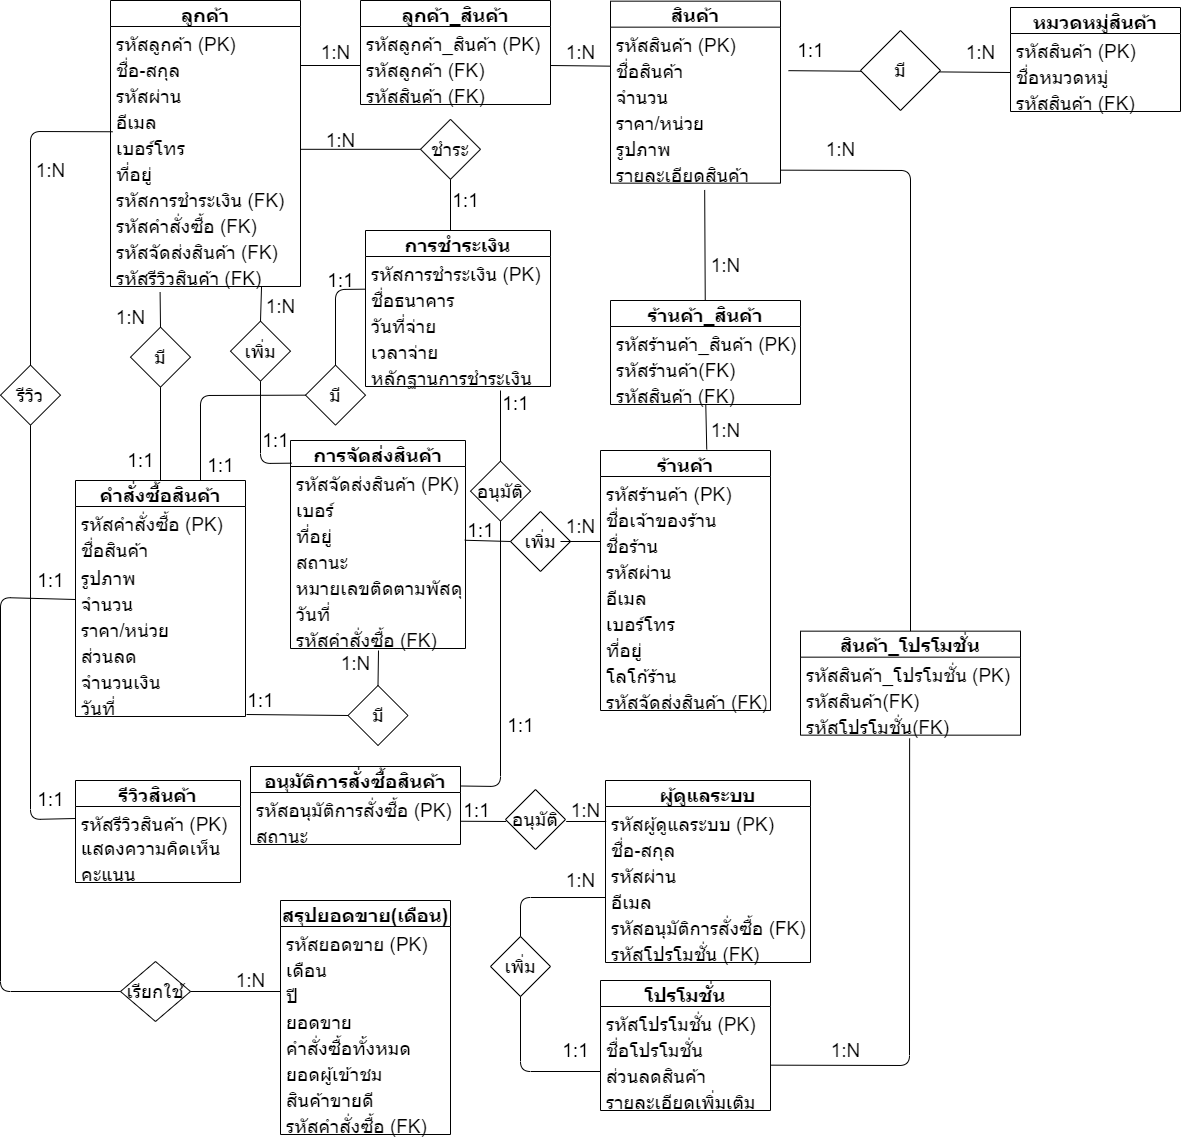 ลูกค้า
รหัสลูกค้า (PK)
ชื่อ-สกุล
รหัสผ่าน
อีเมล
เบอร์โทร
ที่อยู่
รหัสการชำระเงิน (FK)
รหัสคำสั่งซื้อ (FK)
รหัสจัดส่งสินค้า (FK)
รหัสรีวิวสินค้า (FK)
1:N
ลูกค้า_สินค้า
รหัสลูกค้า_สินค้า (PK)
รหัสลูกค้า (FK)
รหัสสินค้า (FK)
1:N
สินค้า
รหัสสินค้า (PK)
ชื่อสินค้า
จำนวน
ราคา/หน่วย
รูปภาพ
รายละเอียดสินค้า
1:1
มี
1:N
หมวดหมู่สินค้า
รหัสสินค้า (PK)
ชื่อหมวดหมู่
รหัสสินค้า (FK)
1:N
ชำระ
1:1
1:N
1:N
การชำระเงิน
รหัสการชำระเงิน (PK)
ชื่อธนาคาร
วันที่จ่าย
เวลาจ่าย
หลักฐานการชำระเงิน
1:1
1:N
1:N
1:N
มี
เพิ่ม
มี
รีวิว
1:1
1:1
1:1
1:1
ร้านค้า_สินค้า
รหัสร้านค้า_สินค้า (PK)
รหัสร้านค้า(FK)
รหัสสินค้า (FK)
1:N
ร้านค้า
รหัสร้านค้า (PK)
ชื่อเจ้าของร้าน
ชื่อร้าน
รหัสผ่าน
อีเมล
เบอร์โทร
ที่อยู่
โลโก้ร้าน
รหัสจัดส่งสินค้า (FK)
การจัดส่งสินค้า
รหัสจัดส่งสินค้า (PK)
เบอร์
ที่อยู่
สถานะ
หมายเลขติดตามพัสดุ
วันที่
รหัสคำสั่งซื้อ (FK)
อนุมัติ
1:1
เพิ่ม
1:N
คำสั่งซื้อสินค้า
รหัสคำสั่งซื้อ (PK)
ชื่อสินค้า
รูปภาพ
จำนวน
ราคา/หน่วย
ส่วนลด
จำนวนเงิน
วันที่
1:1
1:N
1:1
มี
1:1
สินค้า_โปรโมชั่น
รหัสสินค้า_โปรโมชั่น (PK)
รหัสสินค้า(FK)
รหัสโปรโมชั่น(FK)
1:1
รีวิวสินค้า
รหัสรีวิวสินค้า (PK)
แสดงความคิดเห็น
คะแนน
อนุมัติการสั่งซื้อสินค้า
รหัสอนุมัติการสั่งซื้อ (PK)
สถานะ
1:1
อนุมัติ
1:N
ผู้ดูแลระบบ
รหัสผู้ดูแลระบบ (PK)
ชื่อ-สกุล
รหัสผ่าน
อีเมล
รหัสอนุมัติการสั่งซื้อ (FK)
รหัสโปรโมชั่น (FK)
1:N
เพิ่ม
1:1
สรุปยอดขาย(เดือน)
รหัสยอดขาย (PK)
เดือน
ปี
ยอดขาย
คำสั่งซื้อทั้งหมด
ยอดผู้เข้าชม
สินค้าขายดี
รหัสคำสั่งซื้อ (FK)
เรียกใช้
1:N
โปรโมชั่น
รหัสโปรโมชั่น (PK)
ชื่อโปรโมชั่น
ส่วนลดสินค้า
รายละเอียดเพิ่มเติม
1:N